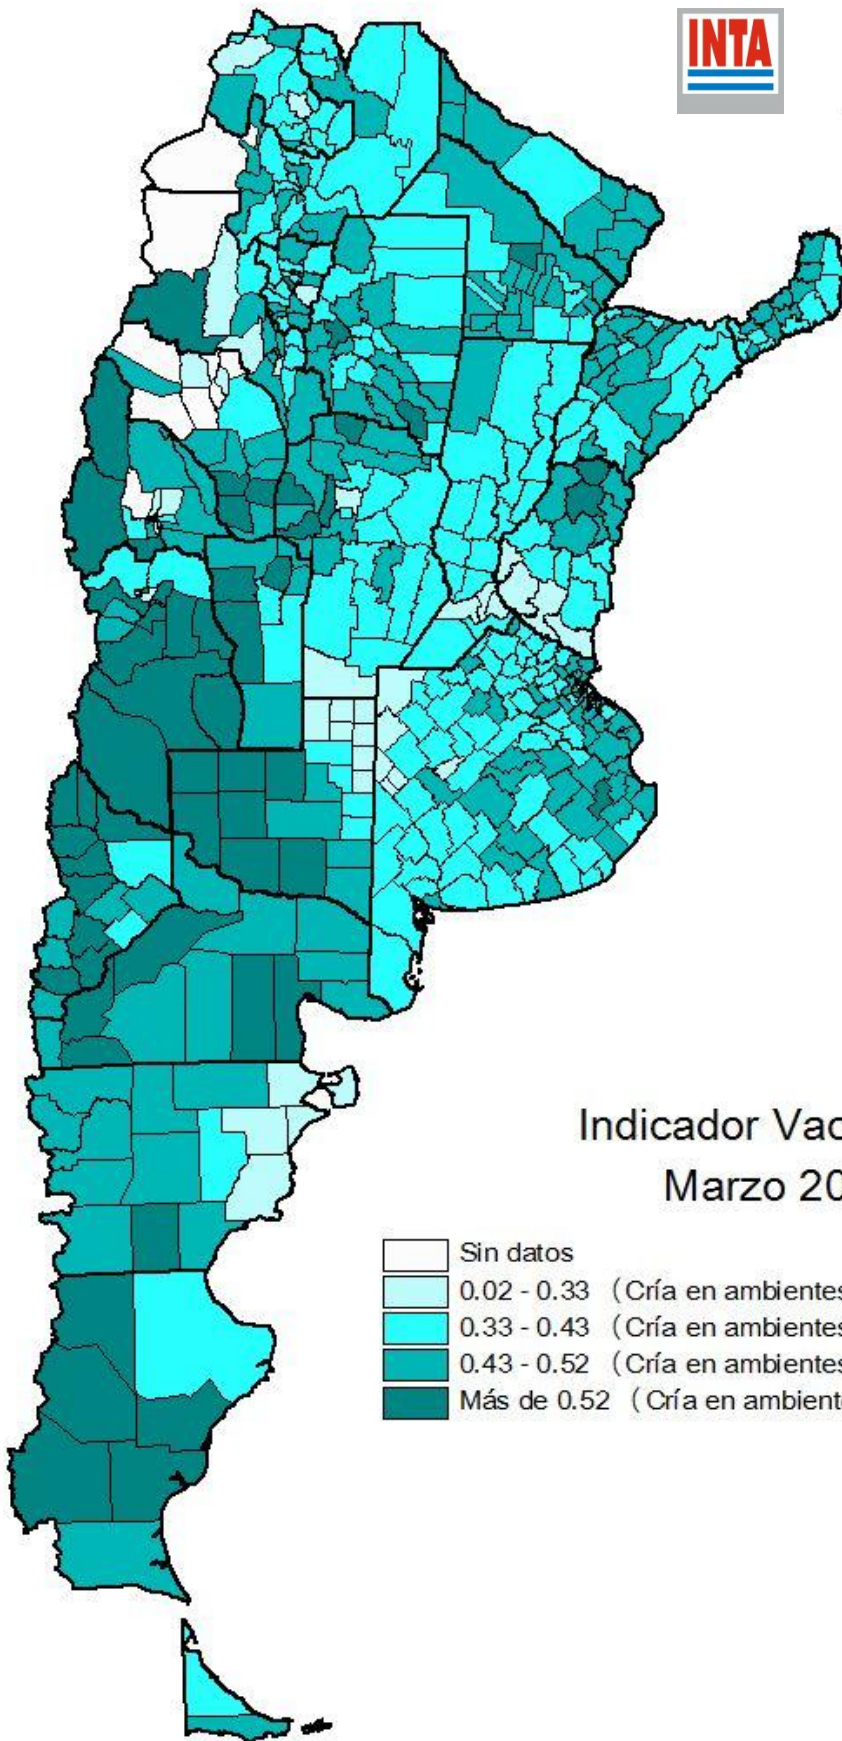 INTA
Indicador Vac
Marzo 20
Sin datos
0.02 - 0.33 (Cría en ambientes
0.33 - 0.43 (Cría en ambientes
0.43 - 0.52 (Cría en ambientes
Más de 0.52 (Cría en ambient